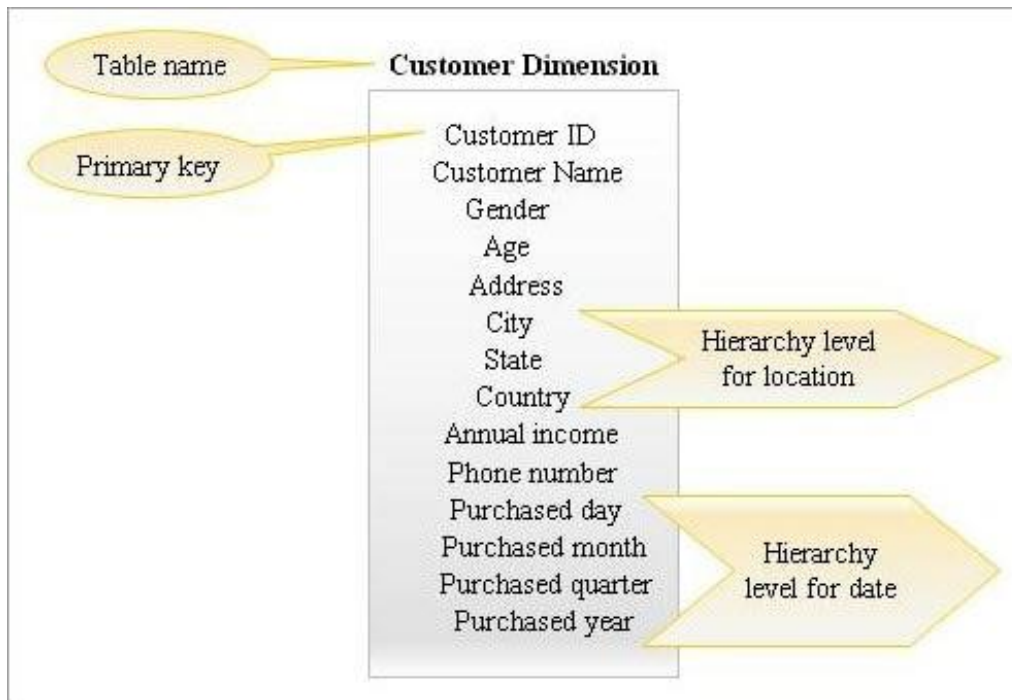 Table name
Customer Dimension
Primary key
Customer ID
Customer Name
Gender
Age
Address
City
State
Country
Hierarchy level
for location
Annual income
Phone number
Purchased day
Purchased month
Purchased quarter
Purchased year
Hierarchy
level for date